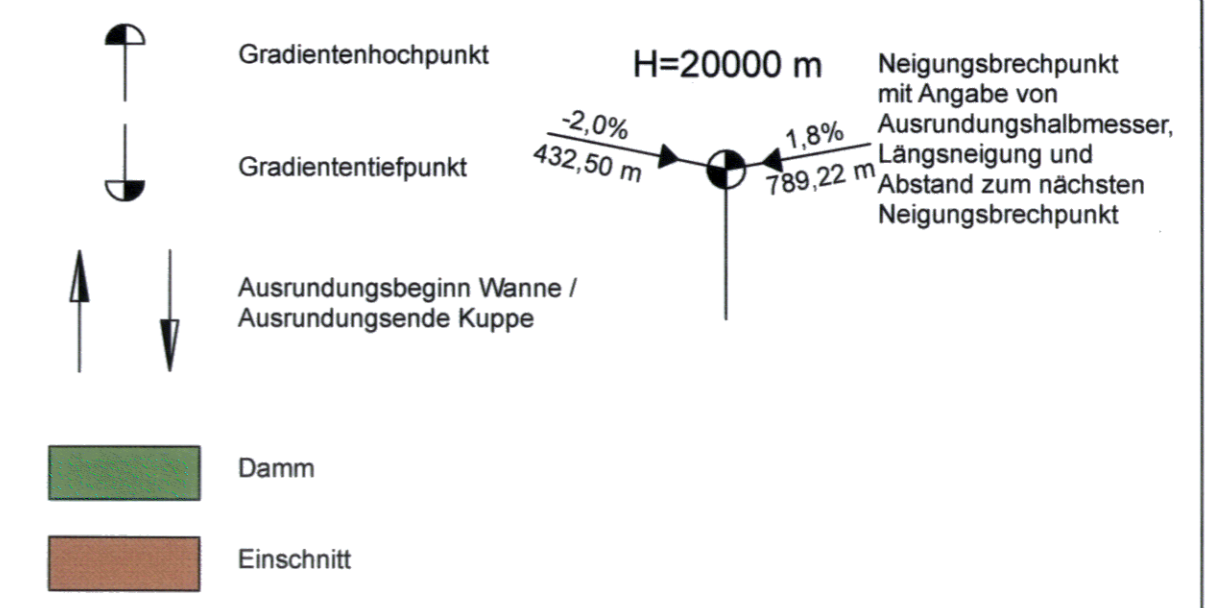 Gradientenhochpunkt
Gradiententiefpunkt
Ausrundungsbeginn Wanne /
Ausrundungsende Kuppe
Damm
Einschnitt
H=20000 m
-2,0%
432,50 m
1,8%
789,22 m
Neigungsbrechpunkt
mit Angabe von
Ausrundungshalbmesser,
Längsneigung und
Abstand zum nächsten
Neigungsbrechpunkt